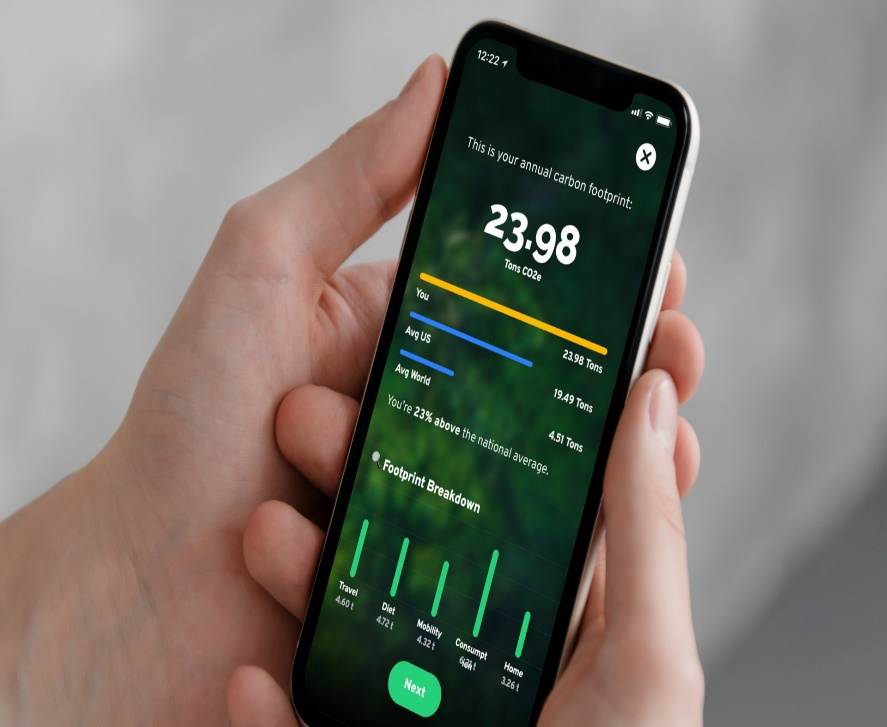 12:22
This is your annual carbon footprint:
23.98
Tons CO2e
You
23.98 Tons
Avg US
19.49 Tons
Avg World
4.51 Tons
You're 23% above the national average.
Footprint Breakdown
Travel
4.60 t
Diet
4.72 t
Mobility
4.32 t
Consumpt
Home
3.26 t
Next